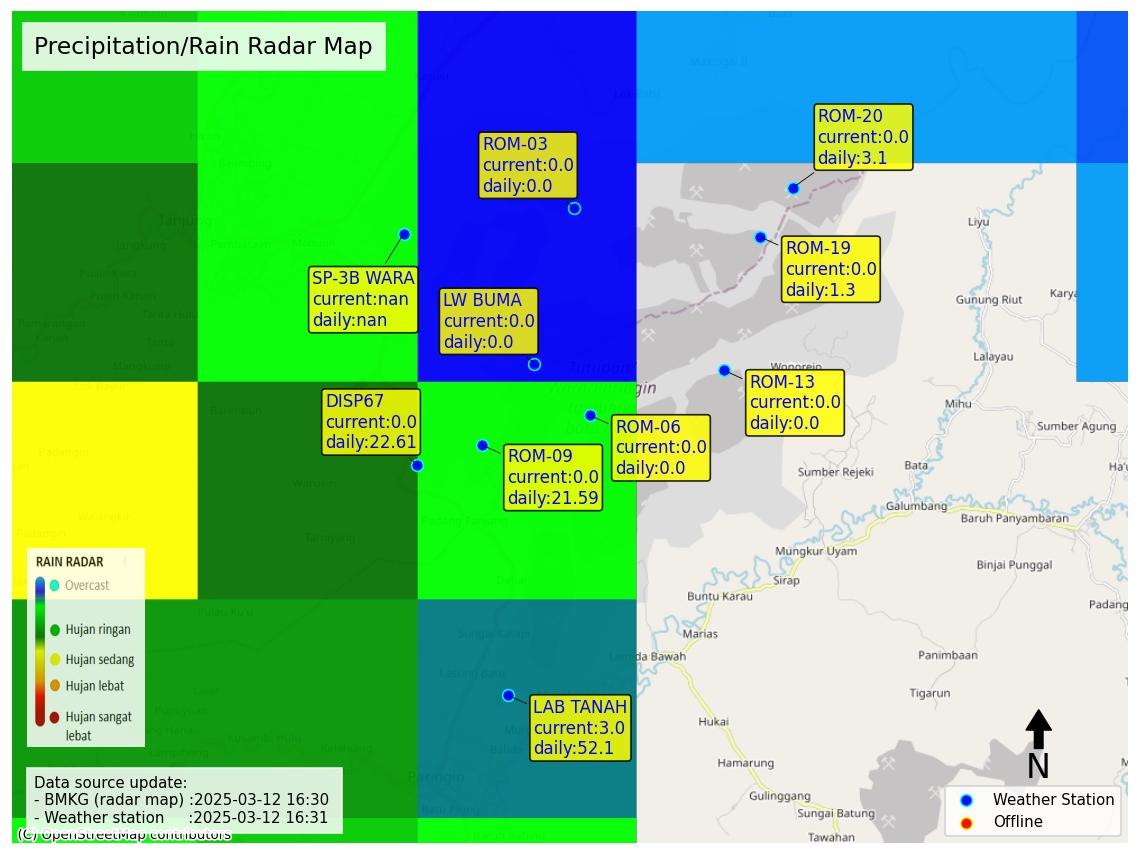 Precipitation/Rain Radar Map
ROM-20
current:0.0
daily:3.1
ROM-03
current:0.0
daily:0.0
ROM-19
current:0.0
daily:1.3
SP-3B WARA
current:nan
daily:nan
LW BUMA
current:0.0
daily:0.0
ROM-13
current:0.0
daily:0.0
DISP67
current:0.0
daily:22.61
ROM-06
current:0.0
daily:0.0
ROM-09
current:0.0
daily:21.59
LAB TANAH
current:3.0
daily:52.1
Tanjung
Liyu
Gunung Riut
Karya
Lalayau
Wonorejo
Mihu
Sumber Agung
Bata
Sumber Rejeki
Galumbang
Baruh Panyambaran
Mungkur Uyam
Binjai Punggal
Sirap
Buntu Karau
Padang
Marias
Panimbaan
Tigarun
Hukai
Hamarung
Gulinggang
Sungai Batung
Tawahan
Paringin
RAIN RADAR
Overcast
Hujan ringan
Hujan sedang
Hujan lebat
Hujan sangat
lebat
Data source update:
- BMKG (radar map) :2025-03-12 16:30
- Weather station :2025-03-12 16:31
(C) OpenStreetMap contributors
N
Weather Station
Offline